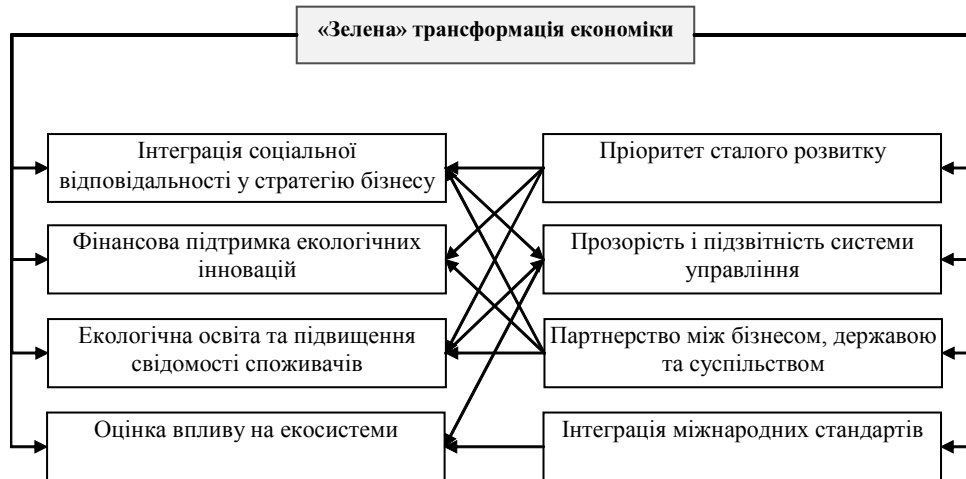 «Зелена» трансформація економіки
Інтеграція соціальної
відповідальності у стратегію бізнесу
Пріоритет сталого розвитку
Фінансова підтримка екологічних
інновацій
Прозорість і підзвітність системи
управління
Екологічна освіта та підвищення
свідомості споживачів
Партнерство між бізнесом, державою
та суспільством
Оцінка впливу на екосистеми
Інтеграція міжнародних стандартів